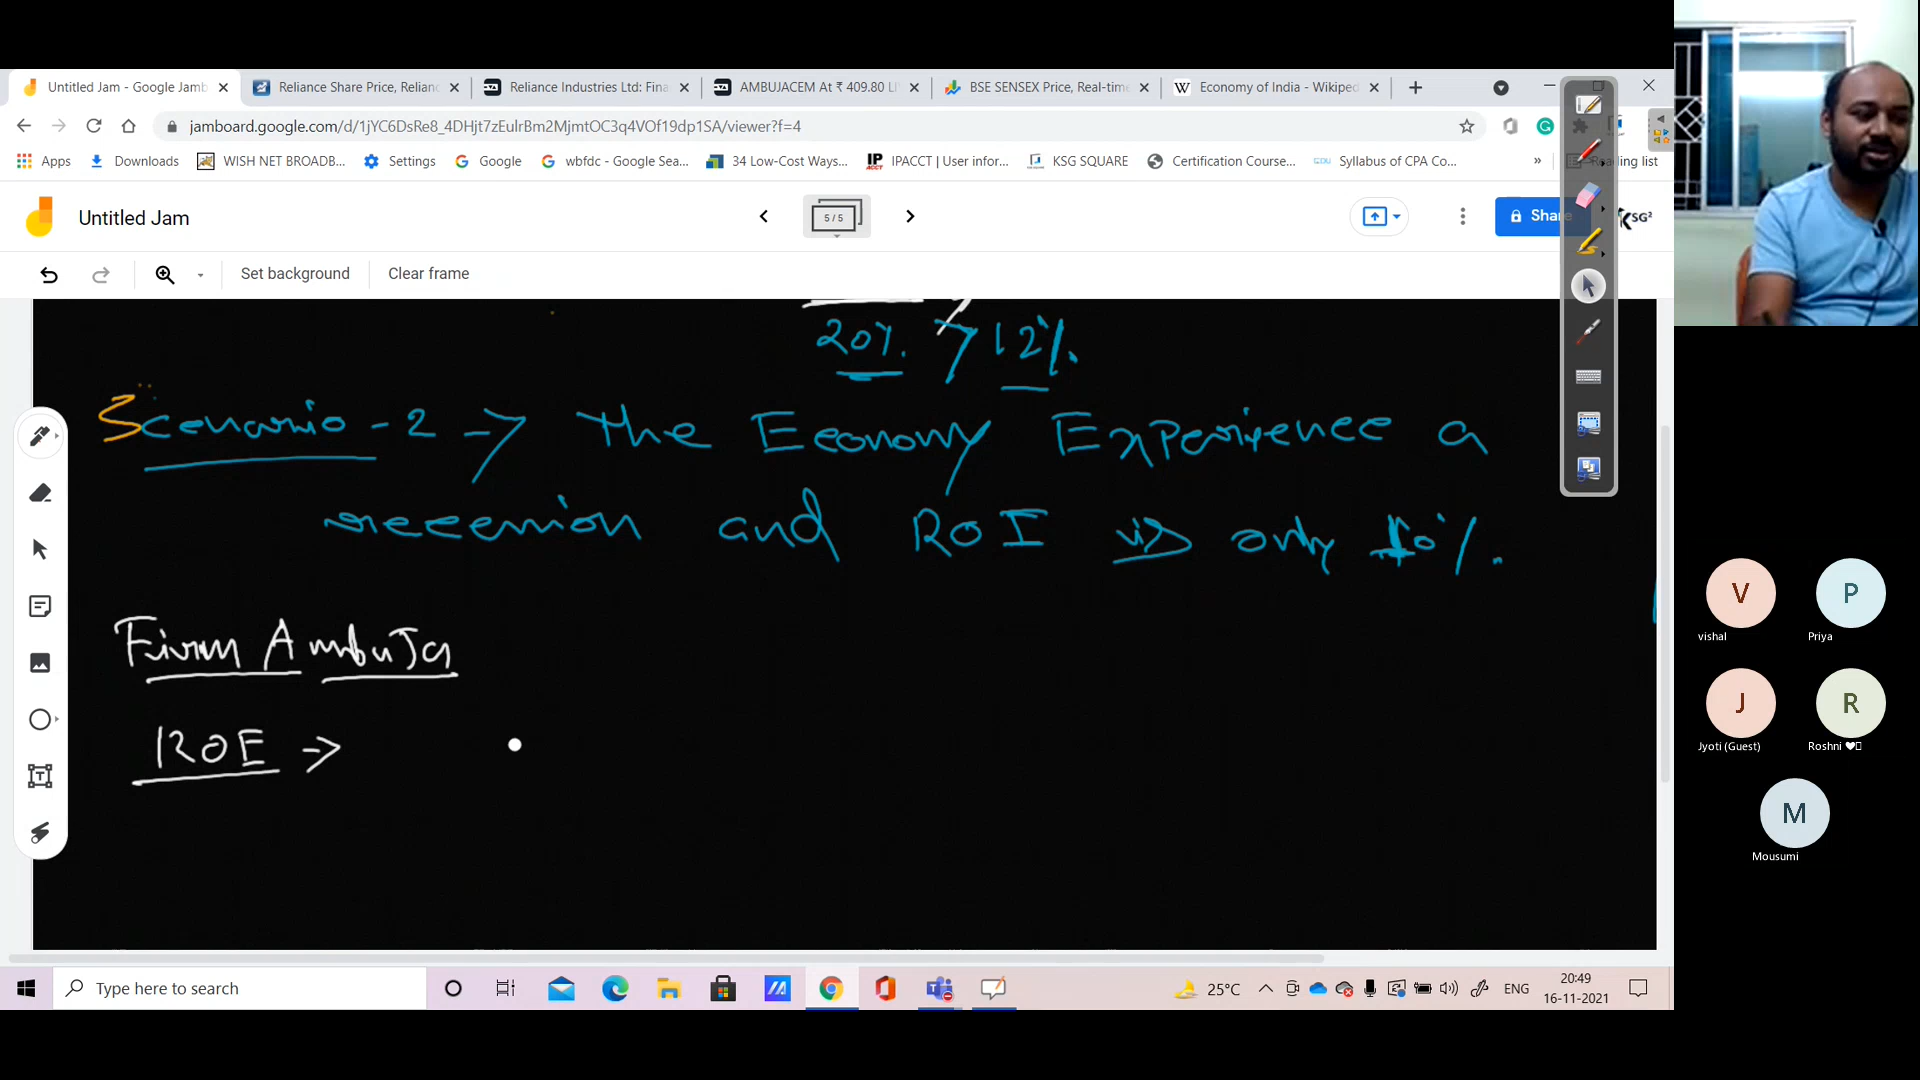 Untitled Jam - Google Jamb
Reliance Share Price, Relianc
Reliance Industries Ltd: Fina
AMBUJACEM At ₹ 409.80 LI
BSE SENSEX Price, Real-time
Economy of India - Wikiped
jamboard.google.com/d/1jYC6DsRe8_4DHjt7zEuIrBm2MjmtOC3q4VOf19dp1SA/viewer?f=4
Apps
Downloads
WISH NET BROADB...
Settings
Google
wbfdc - Google Sea...
34 Low-Cost Ways...
IPACCT | User infor...
KSG SQUARE
Certification Course...
Syllabus of CPA Co...
»
Reading list
Untitled Jam
5 / 5
Share
KSG²
Set background
Clear frame
20%. > 12%.
Scenario - 2 → the Economy Experience a
recession and ROI is only 10%.
Firm Ambuja
ROE →
V
vishal
P
Priya
J
Jyoti (Guest)
R
Roshni ❤
M
Mousumi
Type here to search
25°C
ENG
20:49
16-11-2021